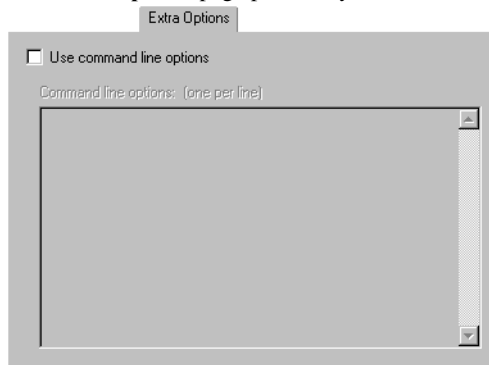 Extra Options
Use command line options
Command line options: (one per line)